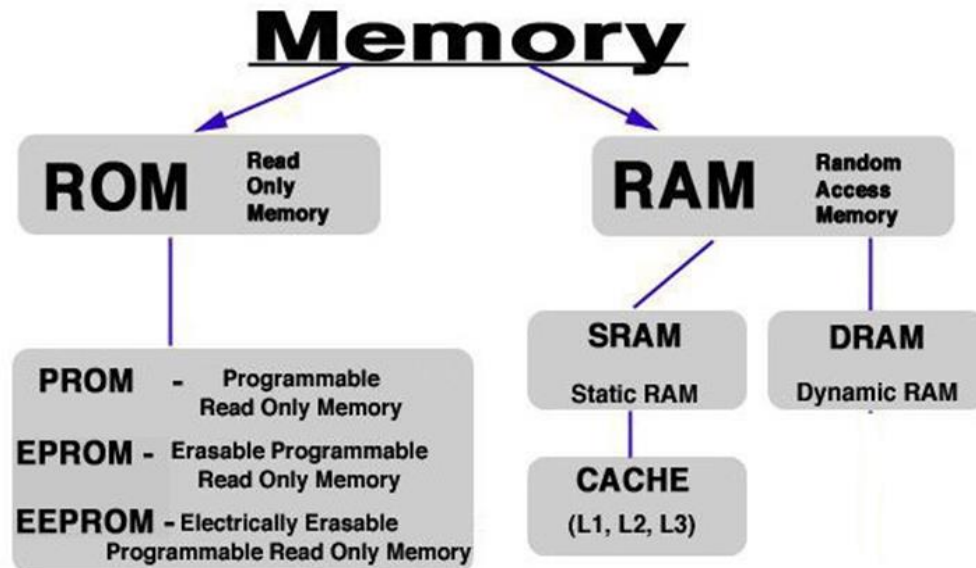 Memory
ROM
Read
Only
Memory
RAM
Random
Access
Memory
PROM - Programmable
Read Only Memory
EPROM - Erasable Programmable
Read Only Memory
EEPROM - Electrically Erasable
Programmable Read Only Memory
SRAM
Static RAM
DRAM
Dynamic RAM
CACHE
(L1, L2, L3)